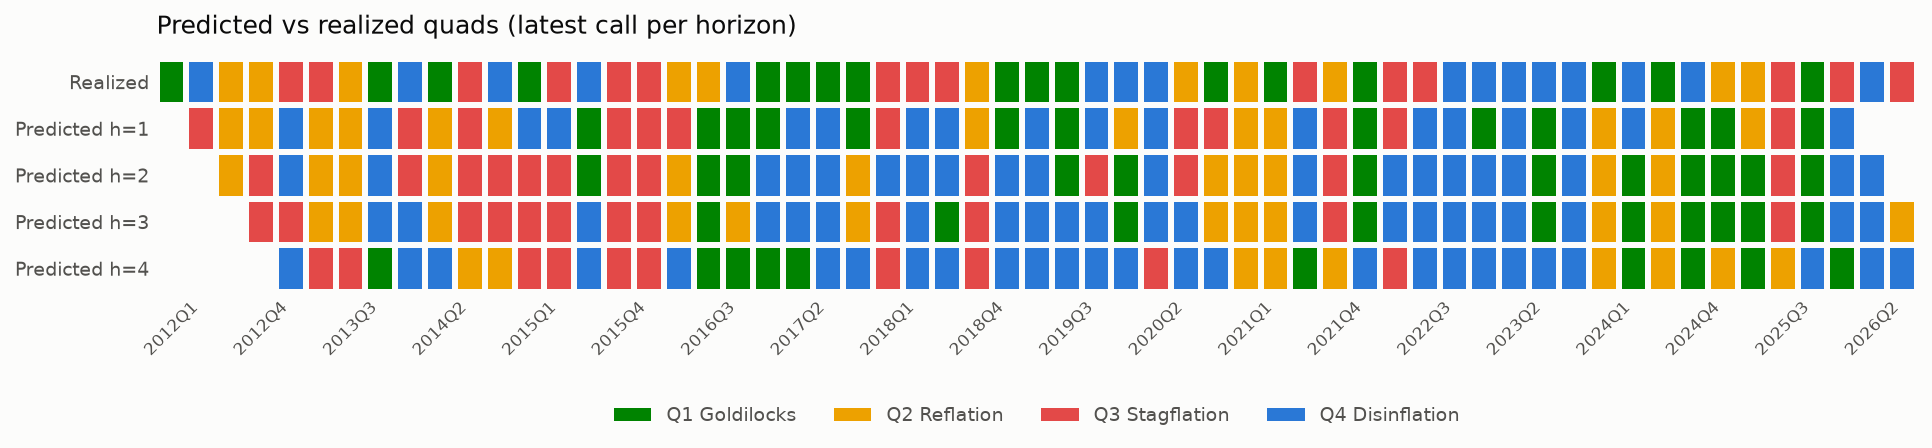 Predicted vs realized quads (latest call per horizon)
Realized
Predicted h=1
Predicted h=2
Predicted h=3
Predicted h=4
2012Q1 2012Q4 2013Q3 2014Q2 2015Q1 2015Q4 2016Q3 2017Q2 2018Q1 2018Q4 2019Q3 2020Q2 2021Q1 2021Q4 2022Q3 2023Q2 2024Q1 2024Q4 2025Q3 2026Q2
Q1 Goldilocks Q2 Reflation Q3 Stagflation Q4 Disinflation